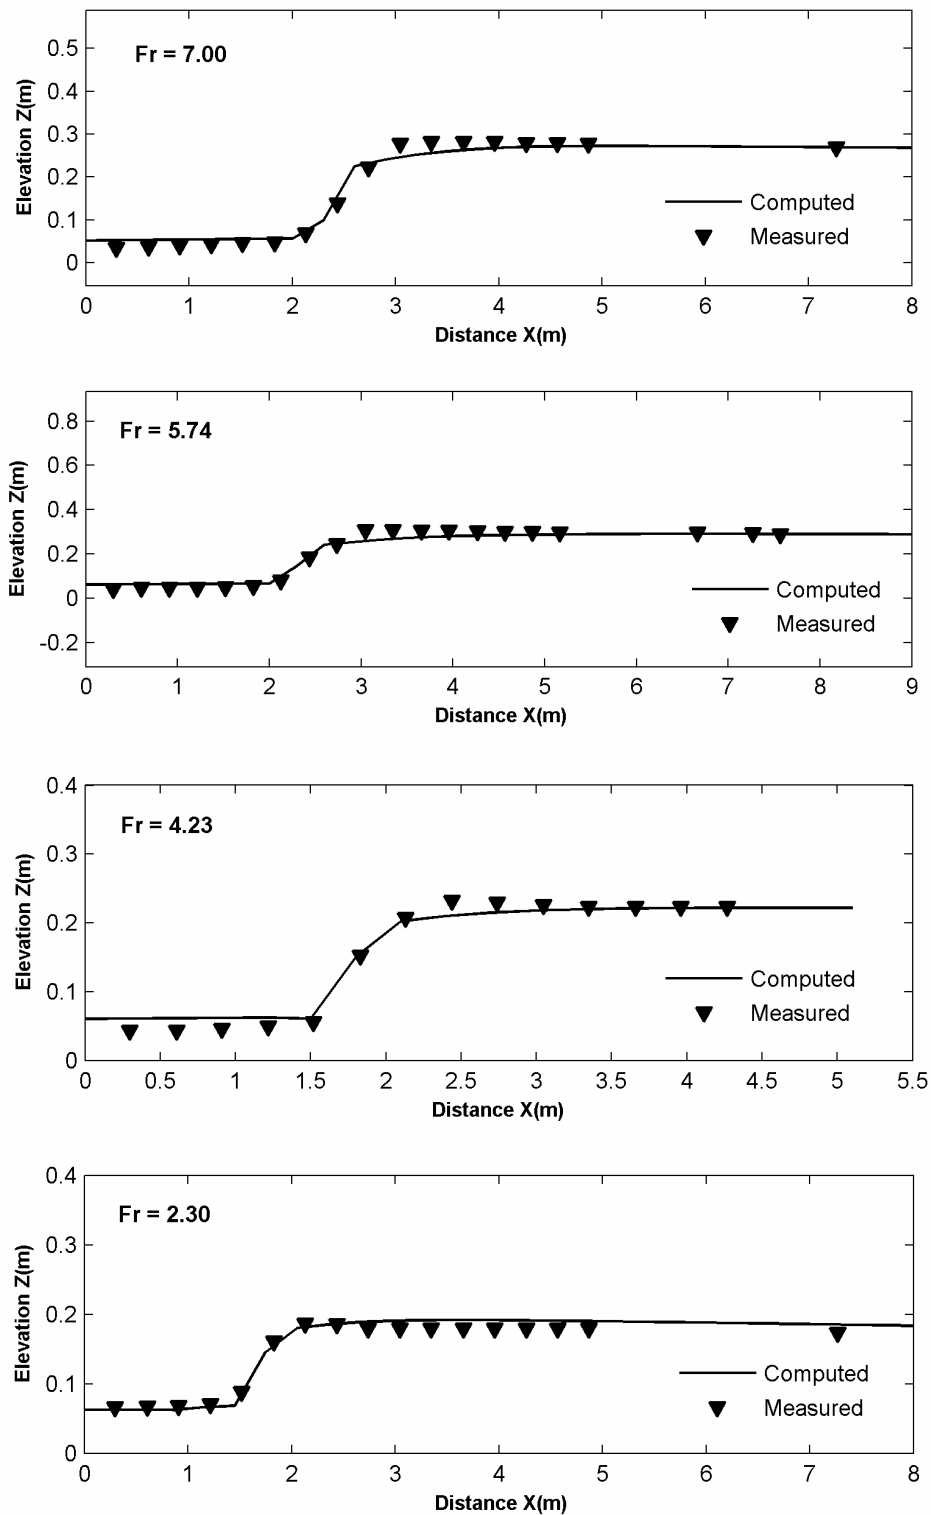 Fr = 7.00
Elevation Z(m)
0.5
0.4
0.3
0.2
0.1
0
Computed
Measured
0 1 2 3 4 5 6 7 8
Distance X(m)
Fr = 5.74
Elevation Z(m)
0.8
0.6
0.4
0.2
0
-0.2
Computed
Measured
0 1 2 3 4 5 6 7 8 9
Distance X(m)
Fr = 4.23
Elevation Z(m)
0.4
0.3
0.2
0.1
0
Computed
Measured
0 0.5 1 1.5 2 2.5 3 3.5 4 4.5 5 5.5
Distance X(m)
Fr = 2.30
Elevation Z(m)
0.4
0.3
0.2
0.1
0
Computed
Measured
0 1 2 3 4 5 6 7 8
Distance X(m)